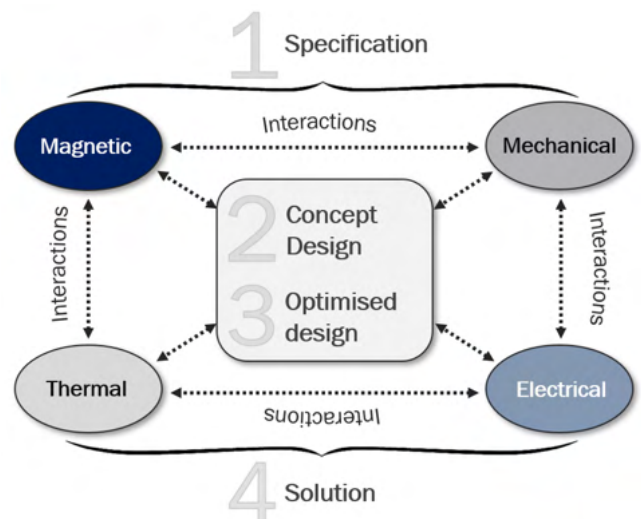 1 Specification
Interactions
Magnetic
Mechanical
Interactions
2 Concept
Design
3 Optimised
design
Interactions
Thermal
Electrical
Interactions
4 Solution